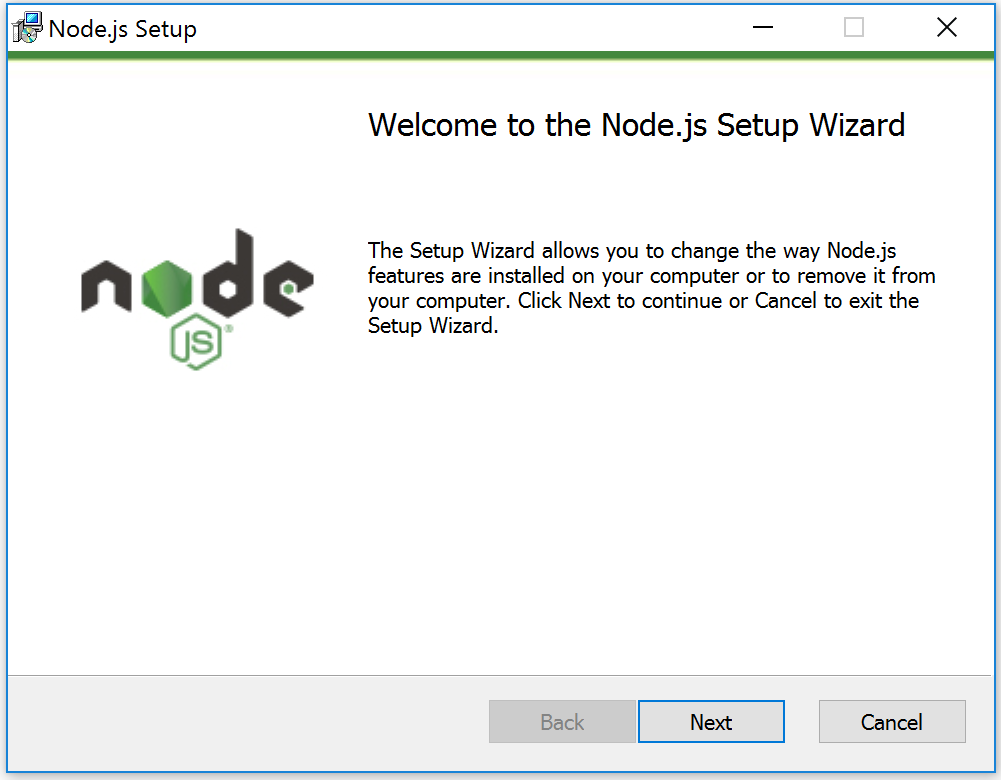 Node.js Setup
Welcome to the Node.js Setup Wizard
The Setup Wizard allows you to change the way Node.js
features are installed on your computer or to remove it from
your computer. Click Next to continue or Cancel to exit the
Setup Wizard.
node
JS®
Back
Next
Cancel